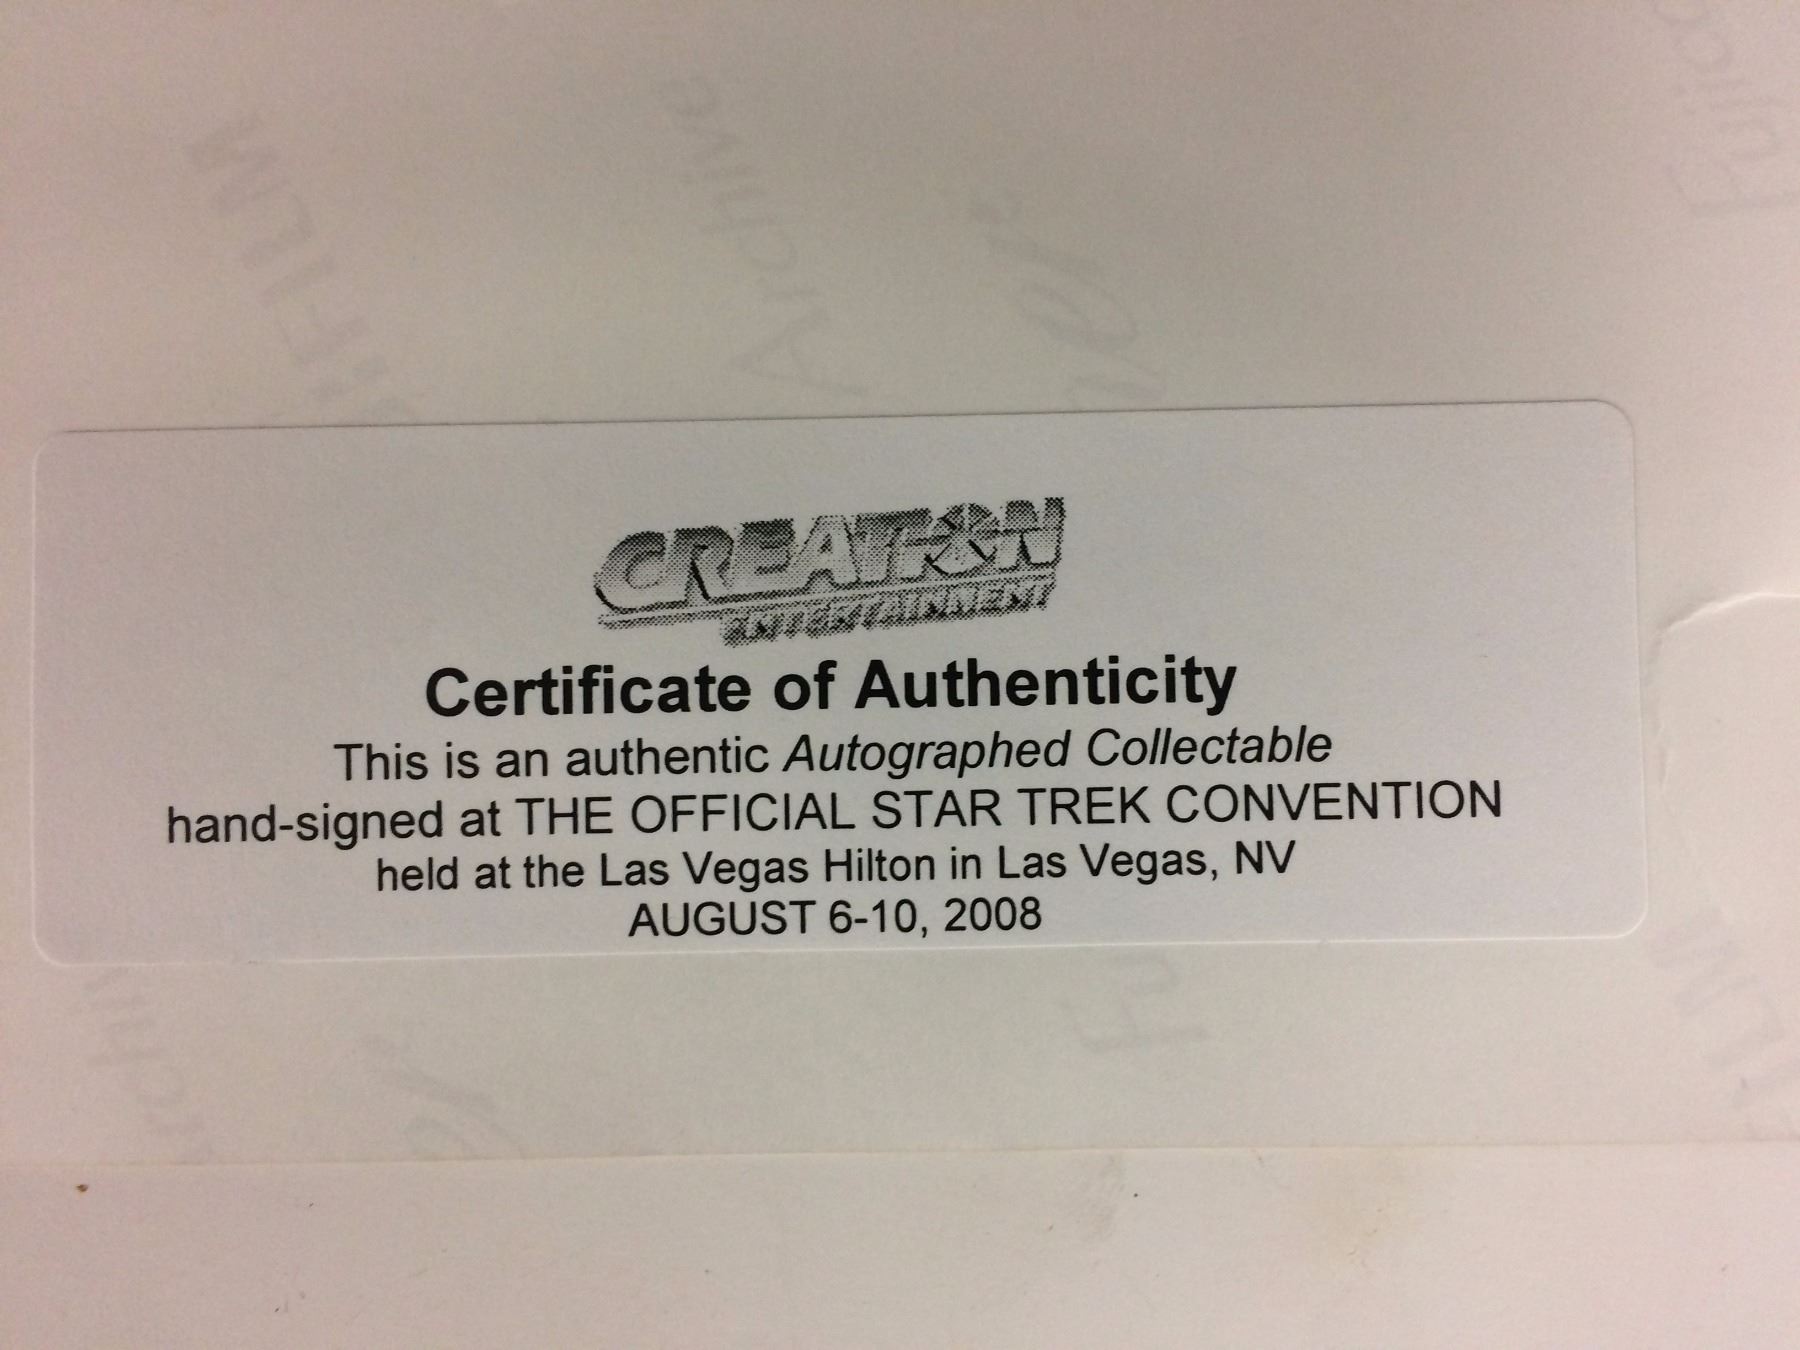 CREATION
ENTERTAINMENT
Certificate of Authenticity
This is an authentic Autographed Collectable
hand-signed at THE OFFICIAL STAR TREK CONVENTION
held at the Las Vegas Hilton in Las Vegas, NV
AUGUST 6-10, 2008